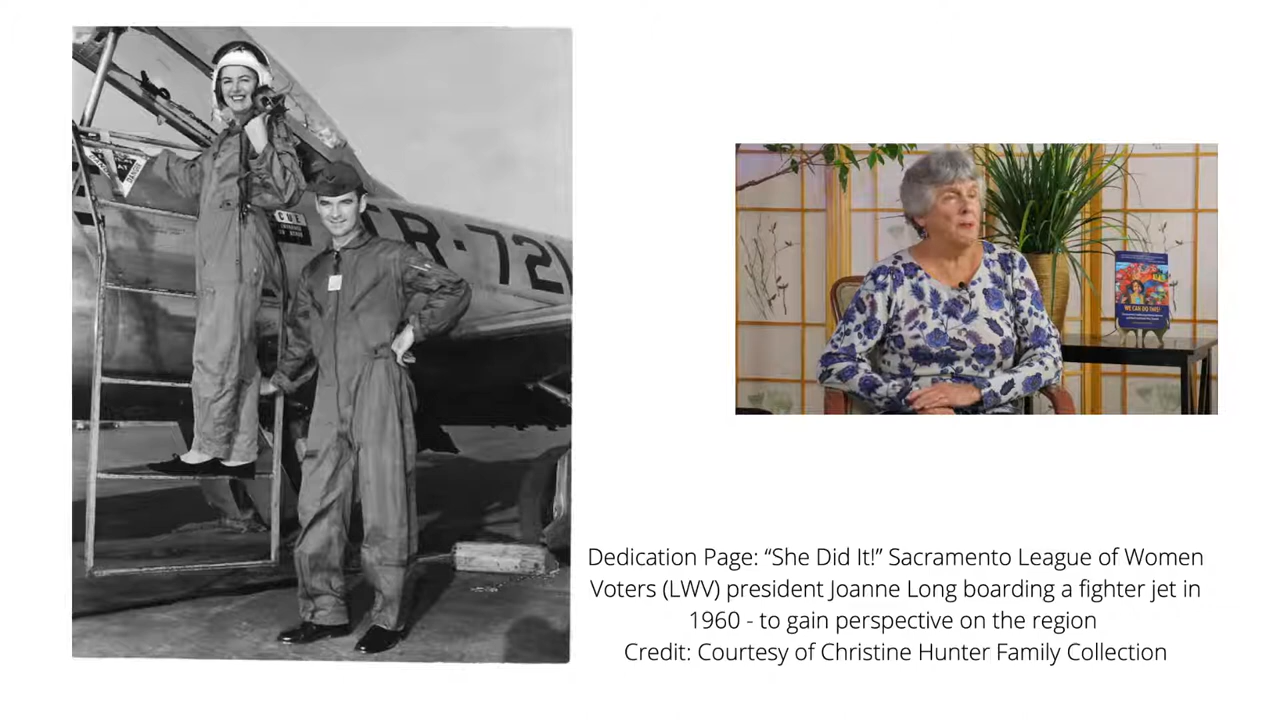 DANGER
CUE
TR-721
WE CAN DO THIS!
Dedication Page: “She Did It!” Sacramento League of Women
Voters (LWV) president Joanne Long boarding a fighter jet in
1960 - to gain perspective on the region
Credit: Courtesy of Christine Hunter Family Collection